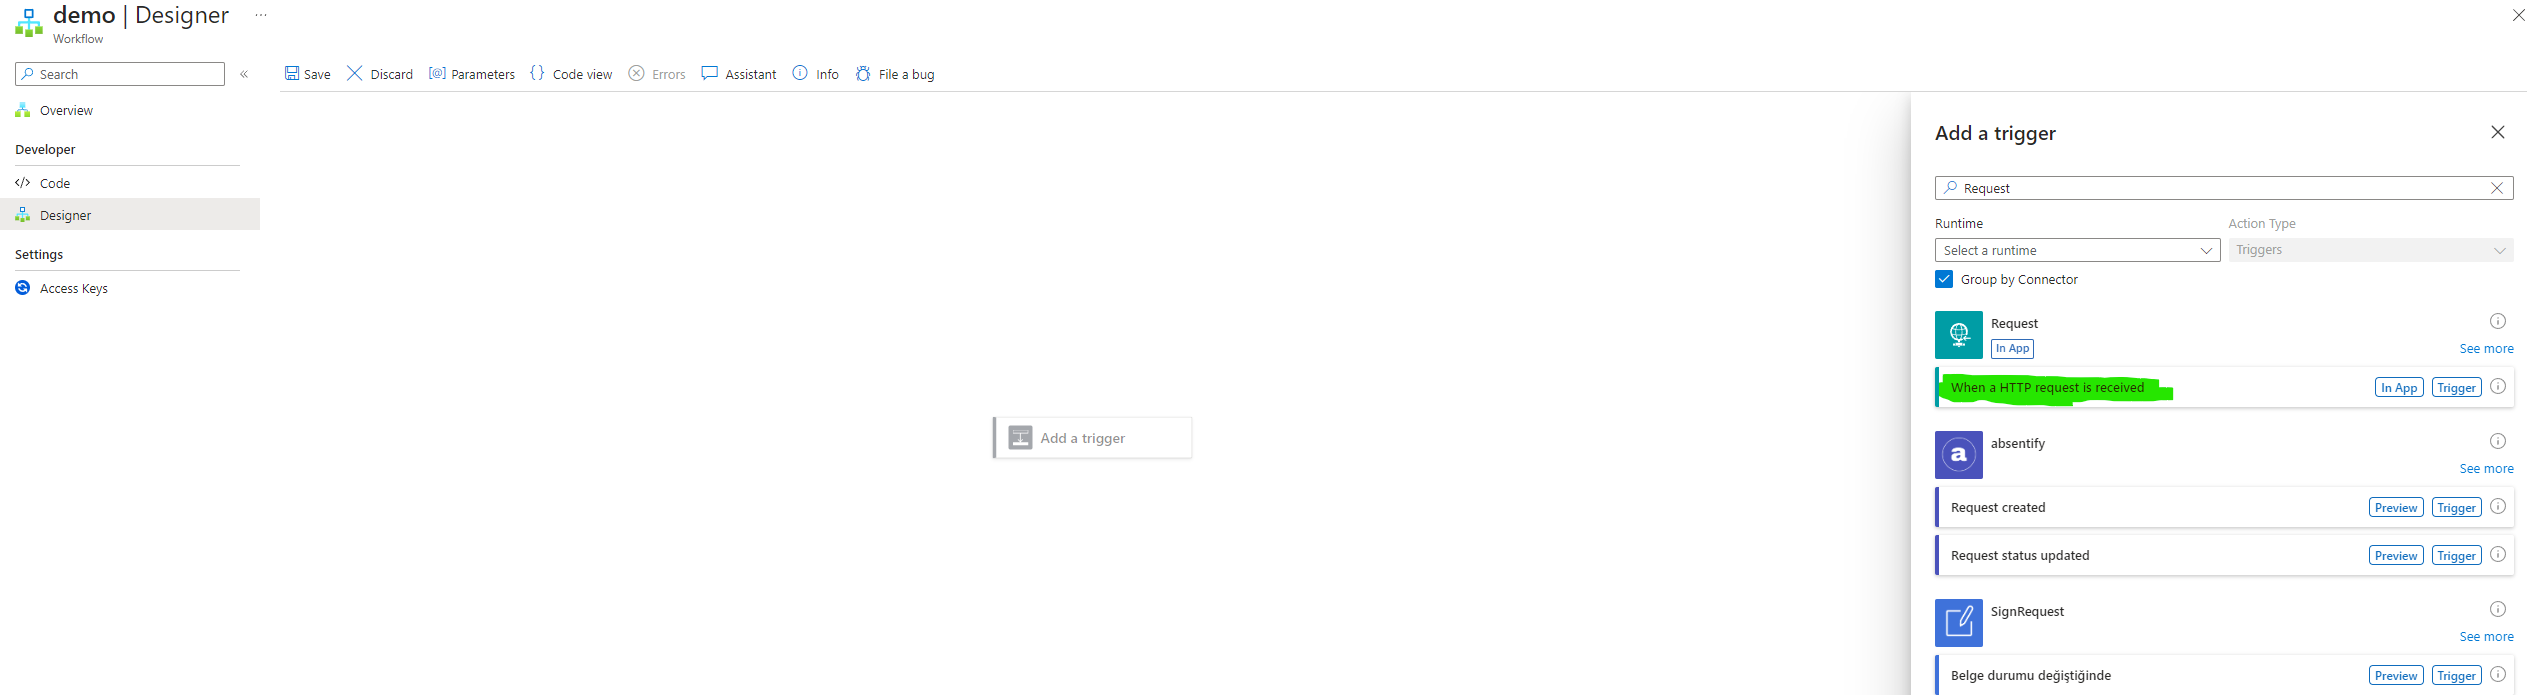 demo | Designer ...
Workflow
Search «
Overview
Developer
</> Code
Designer
Settings
Access Keys
Save Discard [@] Parameters {} Code view Errors Assistant Info File a bug
Add a trigger
Add a trigger
Request
Runtime Action Type
Select a runtime Triggers
Group by Connector
Request
In App
See more
When a HTTP request is received In App Trigger
a absentify
See more
Request created Preview Trigger
Request status updated Preview Trigger
SignRequest
See more
Belge durumu değiştiğinde Preview Trigger